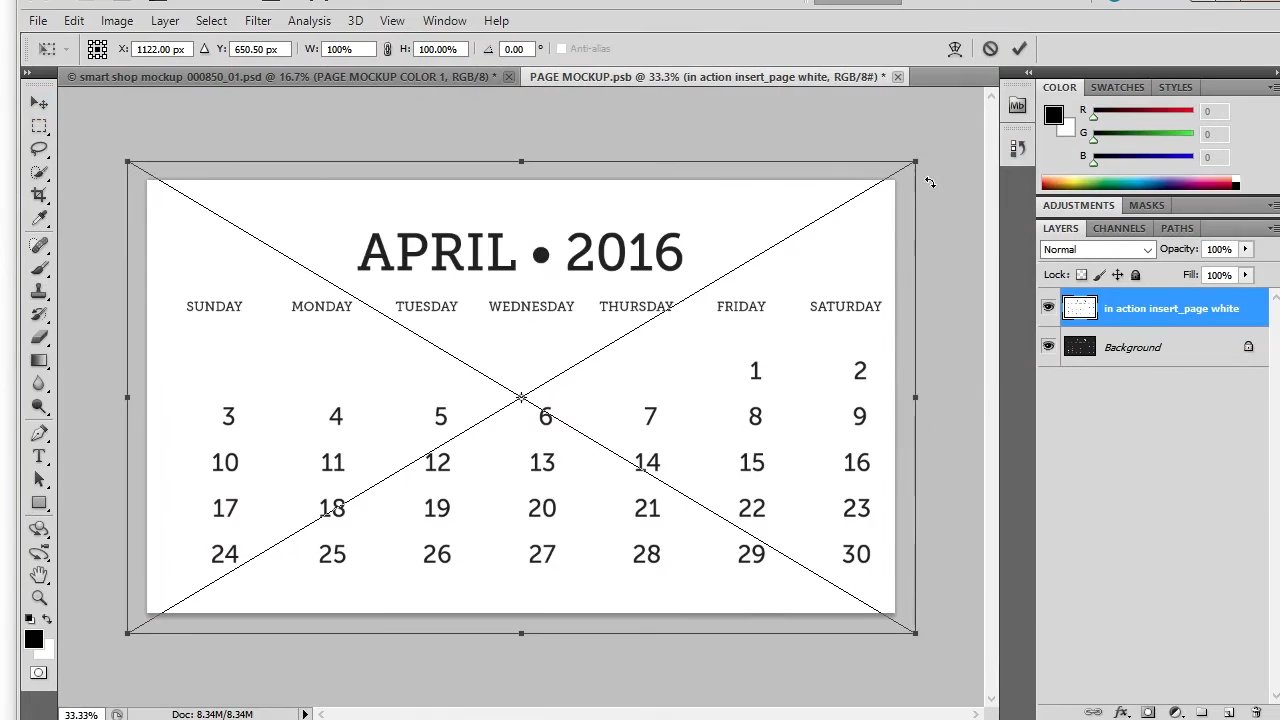 File Edit Image Layer Select Filter Analysis 3D View Window Help
X: 1122.00 px Y: 650.50 px W: 100% H: 100.00% 0.00 ° Anti-alias
© smart shop mockup 000850_01.psd @ 16.7% (PAGE MOCKUP COLOR 1, RGB/8) * PAGE MOCKUP.psb @ 33.3% (in action insert_page white, RGB/8#) *
COLOR SWATCHES STYLES
Mb
R 0
G 0
B 0
ADJUSTMENTS MASKS
LAYERS CHANNELS PATHS
Normal Opacity: 100%
Lock: Fill: 100%
in action insert_page white
Background
APRIL • 2016
SUNDAY MONDAY TUESDAY WEDNESDAY THURSDAY FRIDAY SATURDAY
1 2
3 4 5 6 7 8 9
10 11 12 13 14 15 16
17 18 19 20 21 22 23
24 25 26 27 28 29 30
T
fx
33.33% Doc: 8.34M/8.34M